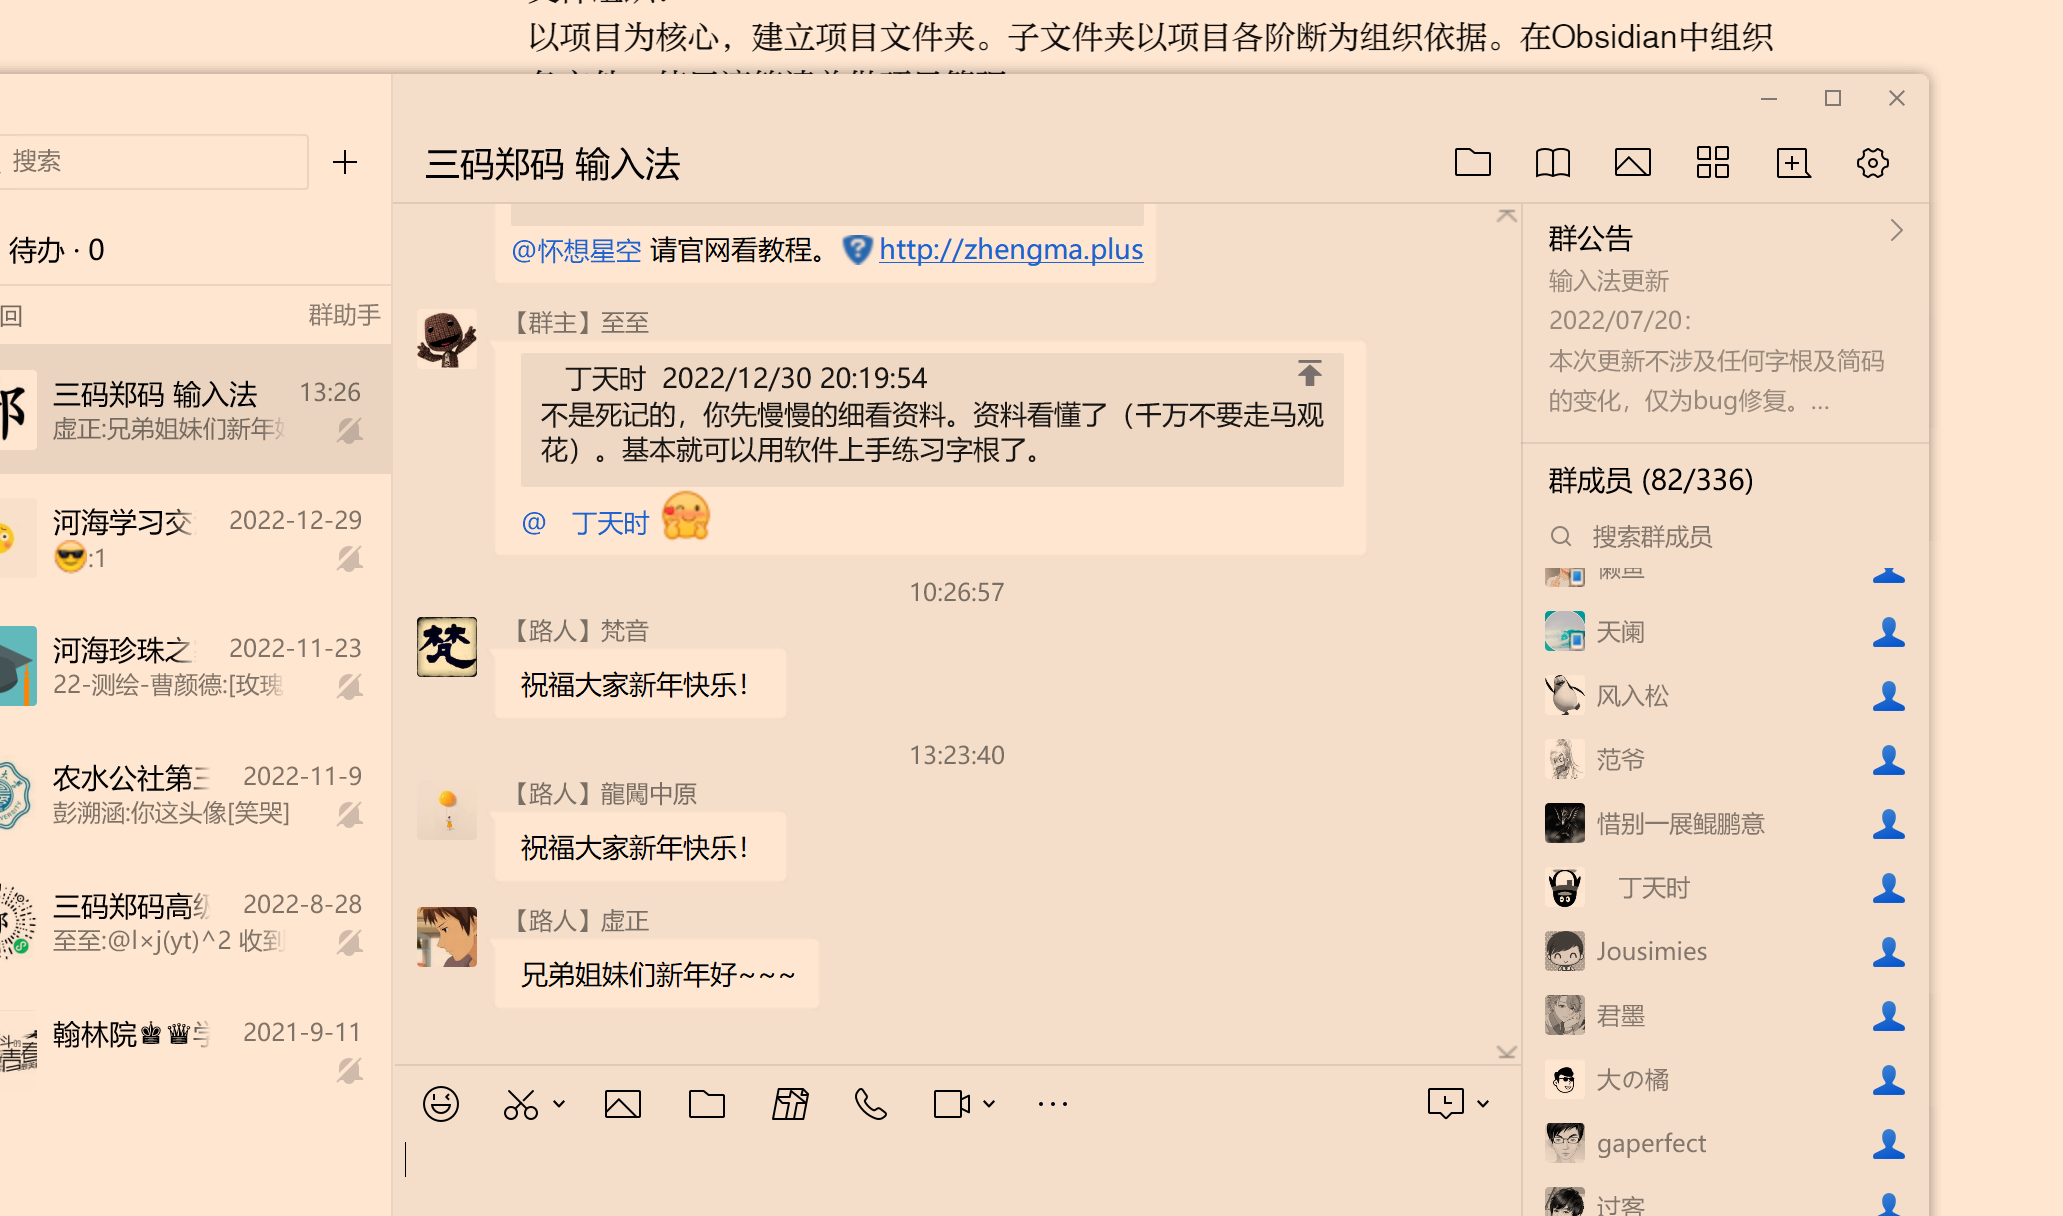 以项目为核心，建立项目文件夹。子文件夹以项目各阶断为组织依据。在Obsidian中组织
搜索
待办 · 0
回 群助手
三码郑码 输入法 13:26
虚正:兄弟姐妹们新年
河海学习交 2022-12-29
:1
河海珍珠之 2022-11-23
22-测绘-曹颜德:[玫瑰
农水公社第三 2022-11-9
彭溯涵:你这头像[笑哭]
三码郑码高级 2022-8-28
至至:@l×j(yt)^2 收到
翰林院♚♛学 2021-9-11
三码郑码 输入法
@怀想星空 请官网看教程。 http://zhengma.plus
【群主】至至
丁天时 2022/12/30 20:19:54
不是死记的，你先慢慢的细看资料。资料看懂了（千万不要走马观
花）。基本就可以用软件上手练习字根了。
@ 丁天时
10:26:57
梵
【路人】梵音
祝福大家新年快乐！
13:23:40
【路人】龍闖中原
祝福大家新年快乐！
【路人】虚正
兄弟姐妹们新年好~~~
群公告
输入法更新
2022/07/20：
本次更新不涉及任何字根及简码
的变化，仅为bug修复。...
群成员 (82/336)
搜索群成员
懒鱼
天阑
风入松
范爷
惜别一展鲲鹏意
丁天时
Jousimies
君墨
大の橘
gaperfect
过客